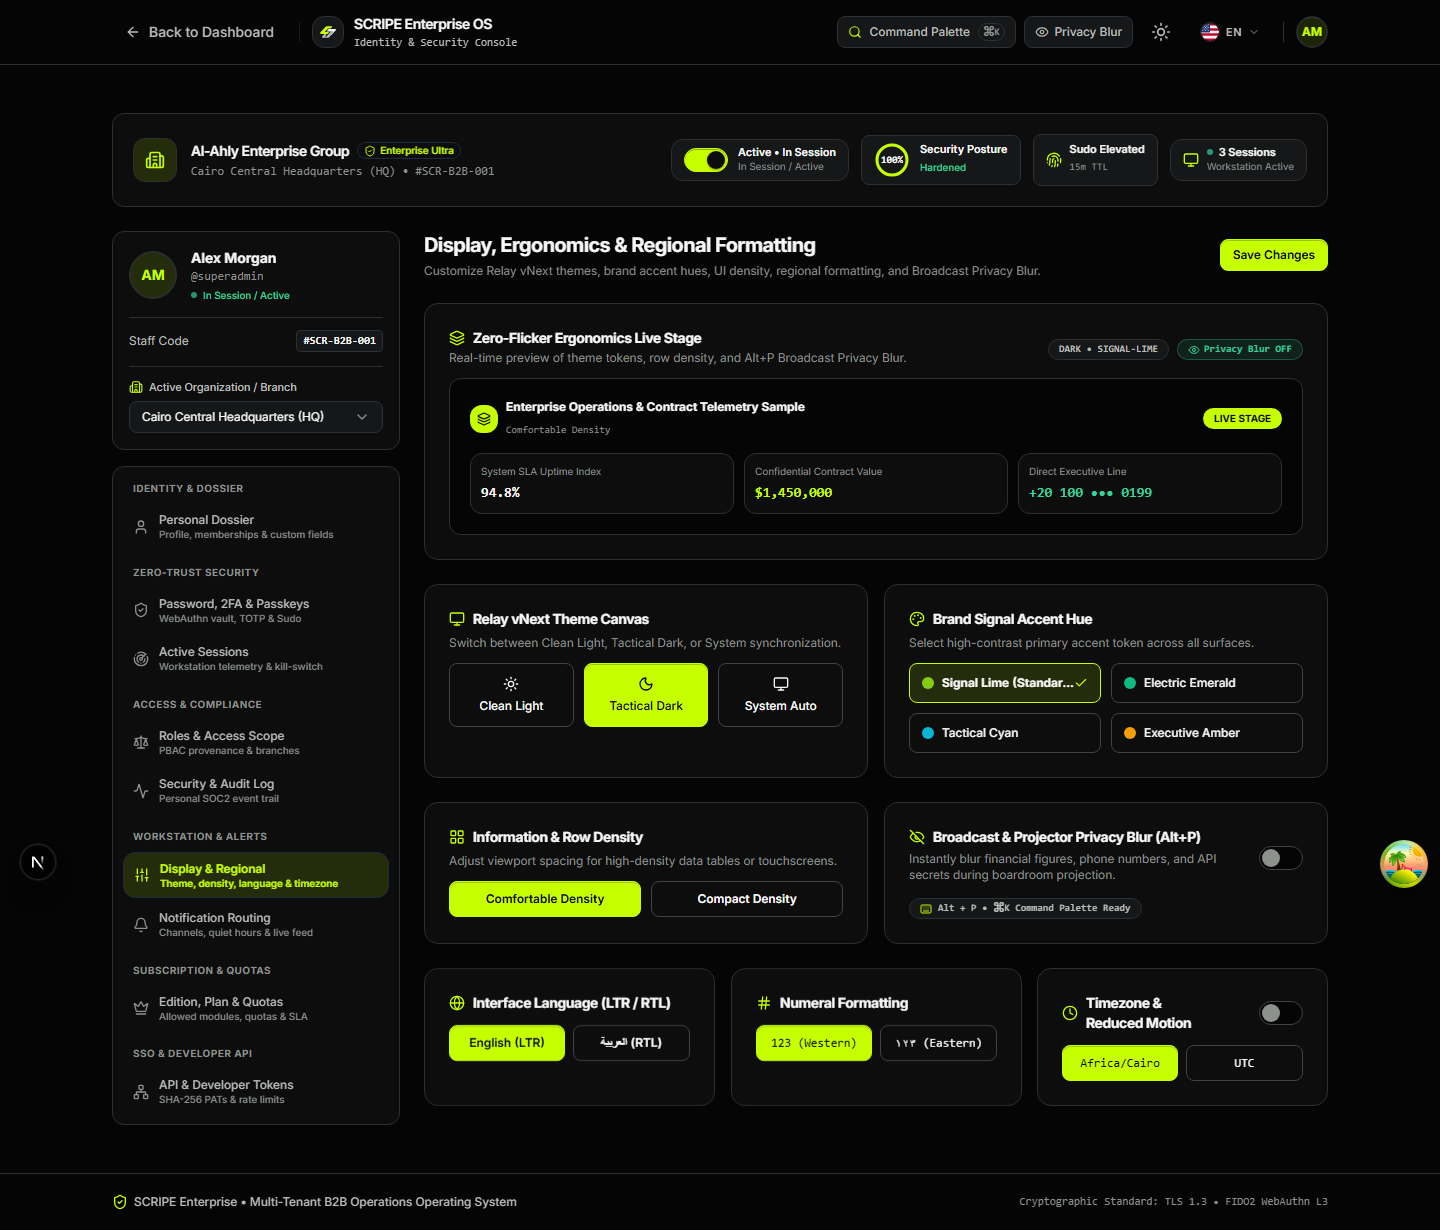 Back to Dashboard
SCRIPE Enterprise OS
Identity & Security Console
Command Palette ⌘K
Privacy Blur
EN
AM
Al-Ahly Enterprise Group
Enterprise Ultra
Cairo Central Headquarters (HQ) • #SCR-B2B-001
Active • In Session
In Session / Active
100%
Security Posture
Hardened
Sudo Elevated
15m TTL
3 Sessions
Workstation Active
AM
Alex Morgan
@superadmin
In Session / Active
Staff Code
#SCR-B2B-001
Active Organization / Branch
Cairo Central Headquarters (HQ)
IDENTITY & DOSSIER
Personal Dossier
Profile, memberships & custom fields
ZERO-TRUST SECURITY
Password, 2FA & Passkeys
WebAuthn vault, TOTP & Sudo
Active Sessions
Workstation telemetry & kill-switch
ACCESS & COMPLIANCE
Roles & Access Scope
PBAC provenance & branches
Security & Audit Log
Personal SOC2 event trail
WORKSTATION & ALERTS
Display & Regional
Theme, density, language & timezone
Notification Routing
Channels, quiet hours & live feed
SUBSCRIPTION & QUOTAS
Edition, Plan & Quotas
Allowed modules, quotas & SLA
SSO & DEVELOPER API
API & Developer Tokens
SHA-256 PATs & rate limits
Display, Ergonomics & Regional Formatting
Customize Relay vNext themes, brand accent hues, UI density, regional formatting, and Broadcast Privacy Blur.
Save Changes
Zero-Flicker Ergonomics Live Stage
Real-time preview of theme tokens, row density, and Alt+P Broadcast Privacy Blur.
DARK • SIGNAL-LIME
Privacy Blur OFF
Enterprise Operations & Contract Telemetry Sample
Comfortable Density
LIVE STAGE
System SLA Uptime Index
94.8%
Confidential Contract Value
$1,450,000
Direct Executive Line
+20 100 ••• 0199
Relay vNext Theme Canvas
Switch between Clean Light, Tactical Dark, or System synchronization.
Clean Light
Tactical Dark
System Auto
Brand Signal Accent Hue
Select high-contrast primary accent token across all surfaces.
Signal Lime (Standar...
Electric Emerald
Tactical Cyan
Executive Amber
Information & Row Density
Adjust viewport spacing for high-density data tables or touchscreens.
Comfortable Density
Compact Density
Broadcast & Projector Privacy Blur (Alt+P)
Instantly blur financial figures, phone numbers, and API
secrets during boardroom projection.
Alt + P • ⌘K Command Palette Ready
Interface Language (LTR / RTL)
English (LTR)
العربية (RTL)
Numeral Formatting
123 (Western)
١٢٣ (Eastern)
Timezone &
Reduced Motion
Africa/Cairo
UTC
N
SCRIPE Enterprise • Multi-Tenant B2B Operations Operating System
Cryptographic Standard: TLS 1.3 • FIDO2 WebAuthn L3